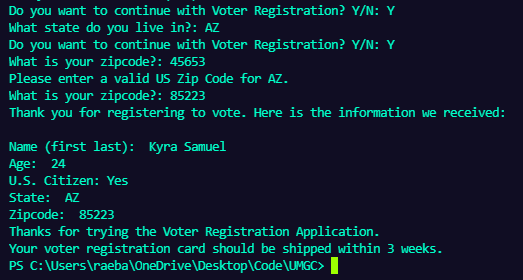 Do you want to continue with Voter Registration? Y/N: Y
What state do you live in?: AZ
Do you want to continue with Voter Registration? Y/N: Y
What is your zipcode?: 45653
Please enter a valid US Zip Code for AZ.
What is your zipcode?: 85223
Thank you for registering to vote. Here is the information we received:

Name (first last):  Kyra Samuel
Age:  24
U.S. Citizen: Yes
State:  AZ
Zipcode:  85223
Thanks for trying the Voter Registration Application.
Your voter registration card should be shipped within 3 weeks.
PS C:\Users\raeba\OneDrive\Desktop\Code\UMGC>